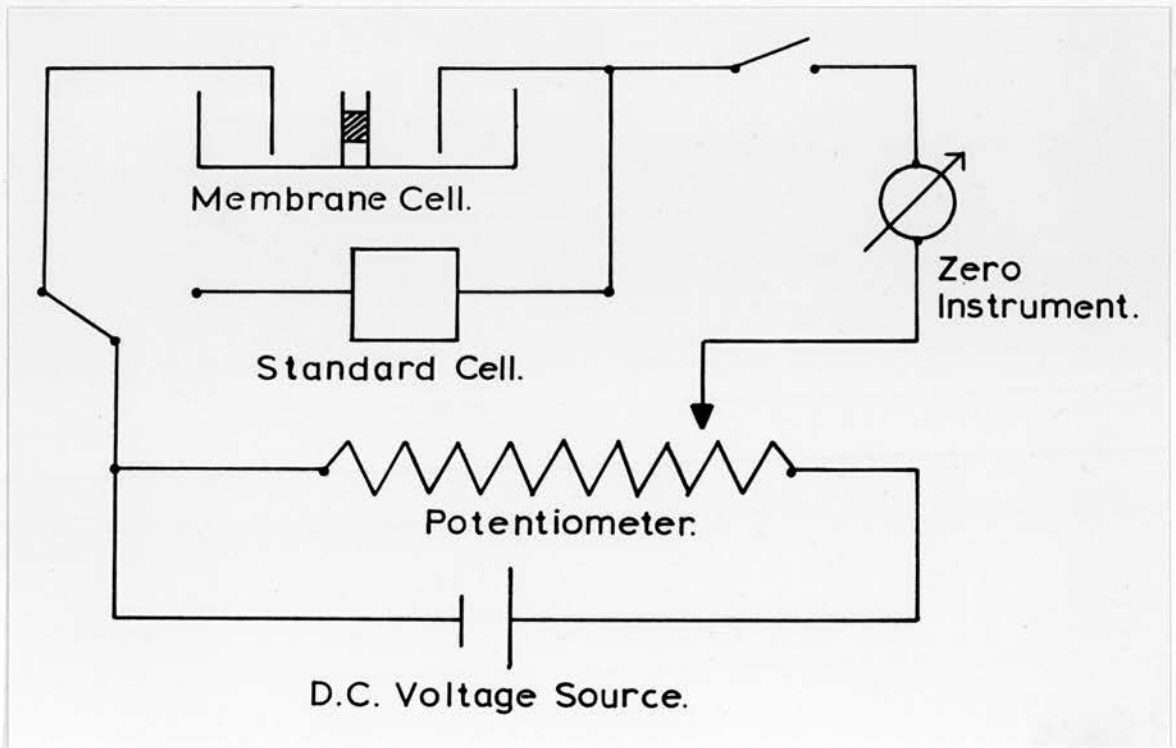 Membrane Cell.
Zero
Instrument.
Standard Cell.
Potentiometer.
D.C. Voltage Source.